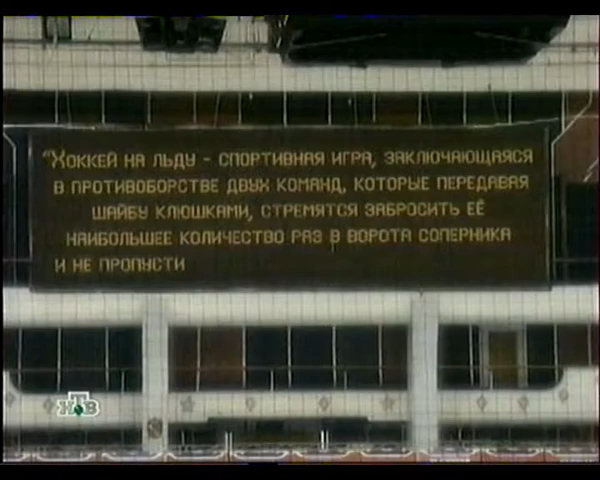 "ХОККЕЙ НА ЛЬДУ - СПОРТИВНАЯ ИГРА, ЗАКЛЮЧАЮЩАЯСЯ
В ПРОТИВОБОРСТВЕ ДВУХ КОМАНД, КОТОРЫЕ ПЕРЕДАВАЯ
ШАЙБУ КЛЮШКАМИ, СТРЕМЯТСЯ ЗАБРОСИТЬ ЕЁ
НАИБОЛЬШЕЕ КОЛИЧЕСТВО РАЗ В ВОРОТА СОПЕРНИКА
И НЕ ПРОПУСТИ
НТВ